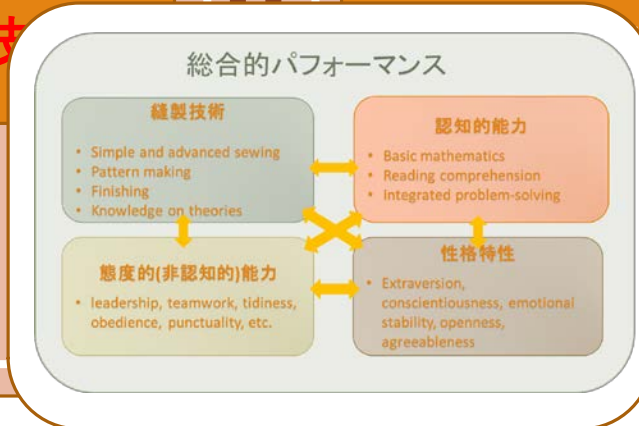 総合的パフォーマンス
縫製技術
• Simple and advanced sewing
• Pattern making
• Finishing
• Knowledge on theories
認知的能力
• Basic mathematics
• Reading comprehension
• Integrated problem-solving
態度的(非認知的)能力
• leadership, teamwork, tidiness,
obedience, punctuality, etc.
性格特性
• Extraversion,
conscientiousness, emotional
stability, openness,
agreeableness